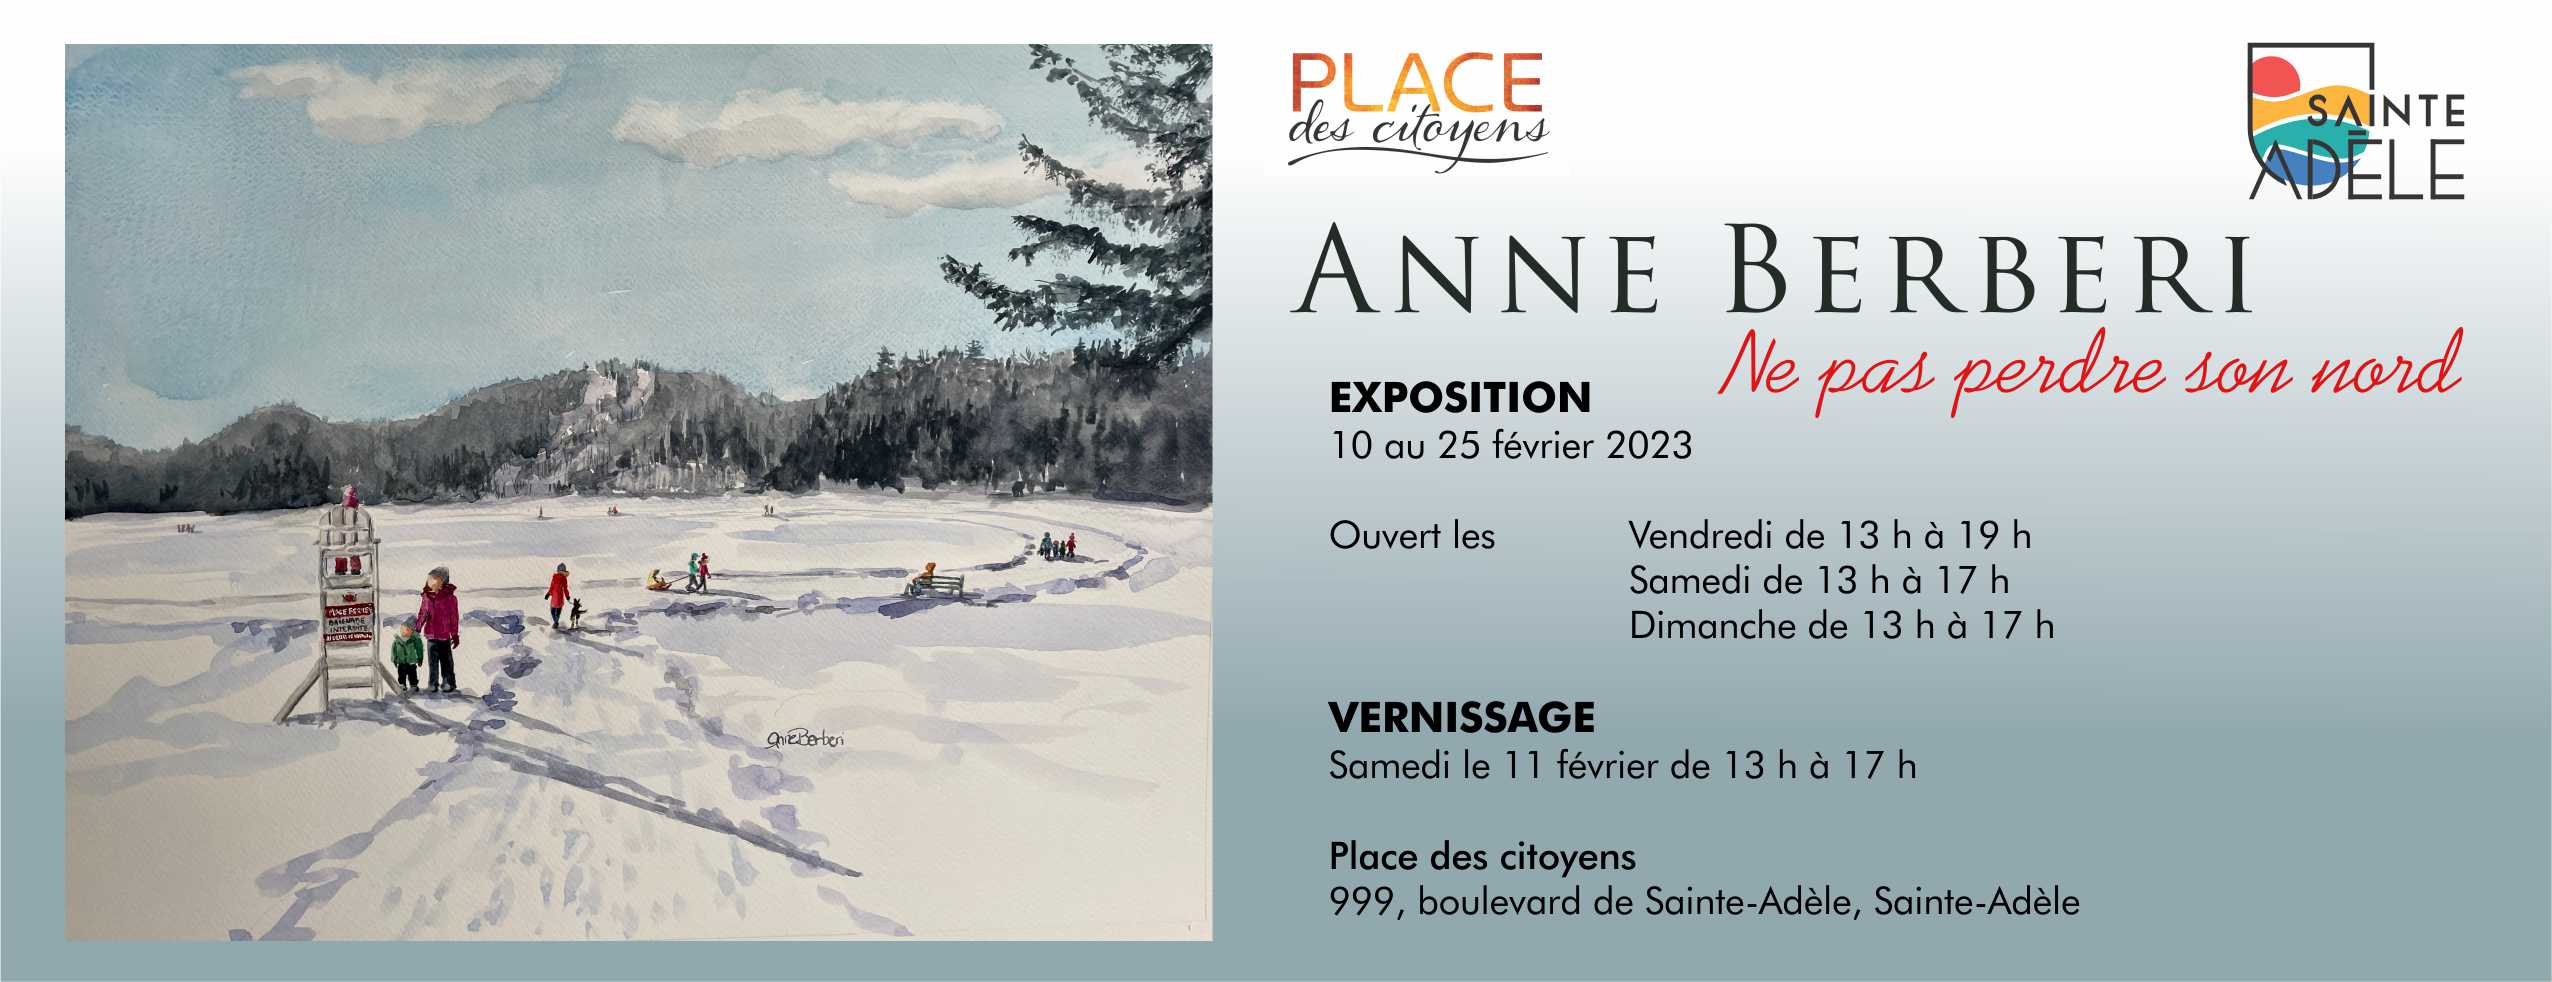 PLACE
des citoyens
SAINTE
ADÈLE
ANNE BERBERI
Ne pas perdre son nord
EXPOSITION
10 au 25 février 2023
Ouvert les Vendredi de 13 h à 19 h
Samedi de 13 h à 17 h
Dimanche de 13 h à 17 h
VERNISSAGE
Samedi le 11 février de 13 h à 17 h
Place des citoyens
999, boulevard de Sainte-Adèle, Sainte-Adèle
PLAGE FERMÉE
BAIGNADE
INTERDITE
Anne Berberi